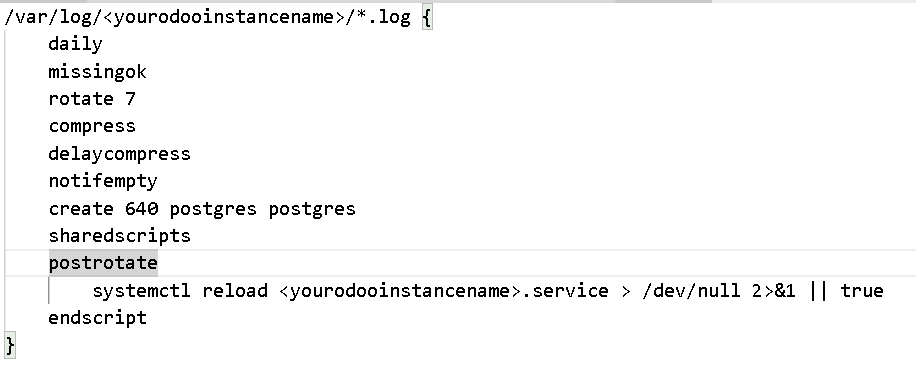 /var/log/<yourodooinstancename>/*.log {
    daily
    missingok
    rotate 7
    compress
    delaycompress
    notifempty
    create 640 postgres postgres
    sharedscripts
    postrotate
        systemctl reload <yourodooinstancename>.service > /dev/null 2>&1 || true
    endscript
}